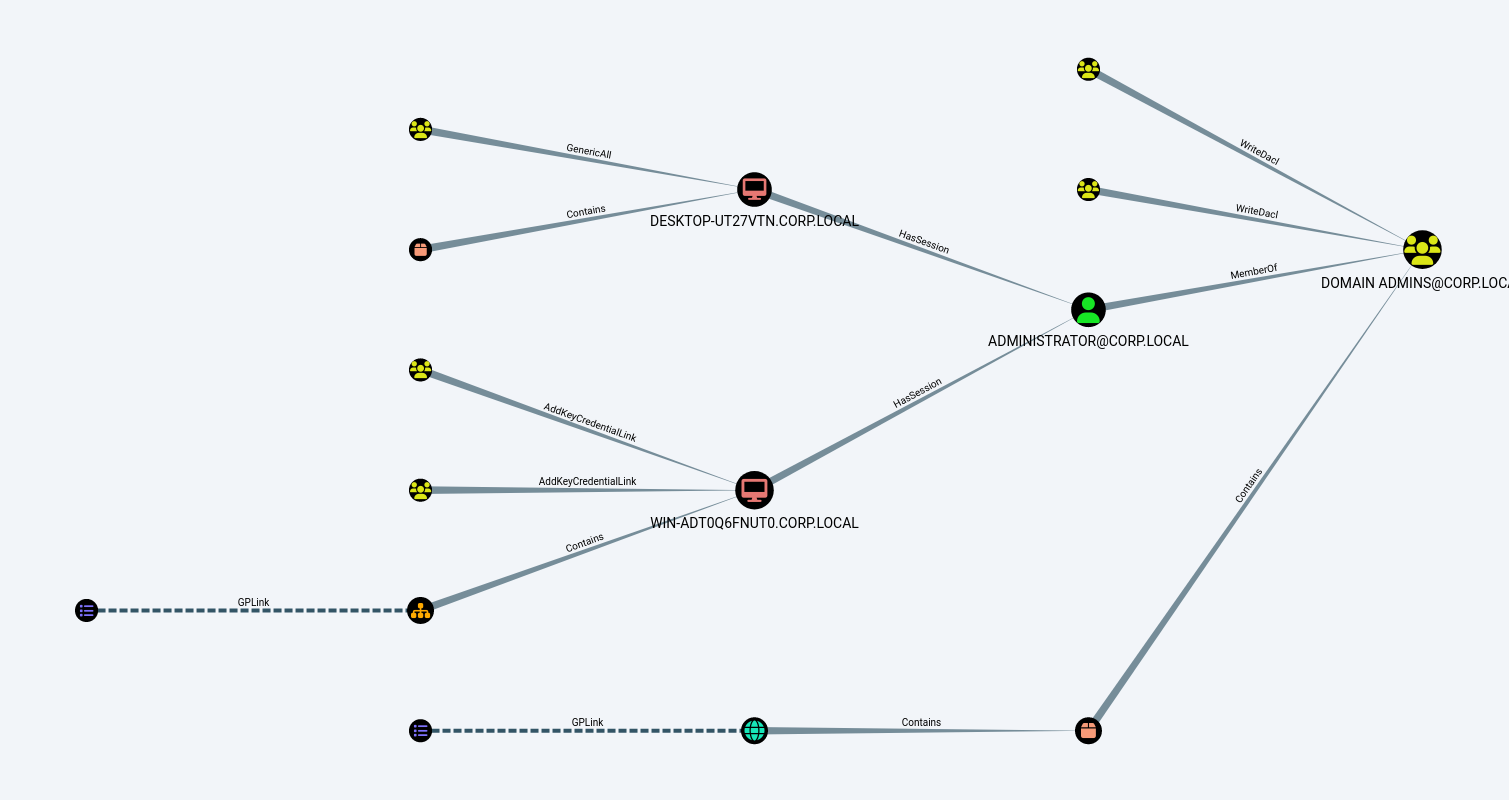 WriteDacl
GenericAll
Contains
DESKTOP-UT27VTN.CORP.LOCAL
HasSession
WriteDacl
MemberOf
DOMAIN ADMINS@CORP.LOCA
ADMINISTRATOR@CORP.LOCAL
HasSession
AddKeyCredentialLink
AddKeyCredentialLink
WIN-ADT0Q6FNUT0.CORP.LOCAL
Contains
Contains
GPLink
GPLink
Contains